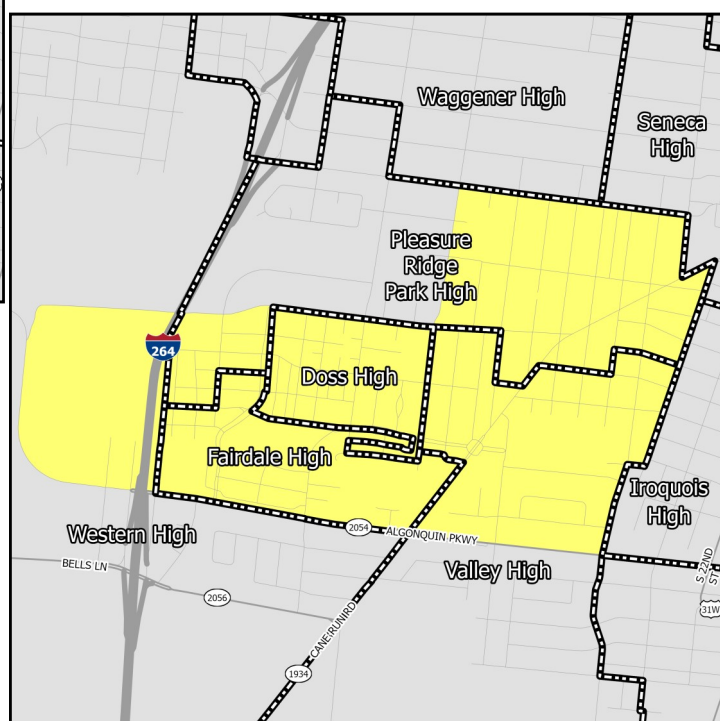 Waggener High
Seneca
High
Pleasure
Ridge
Park High
264
Doss High
Fairdale High
Iroquois
High
2054
ALGONQUIN PKWY
Western High
BELLS LN
Valley High
S 22ND
ST
2056
31W
CANE RUN RD
1934